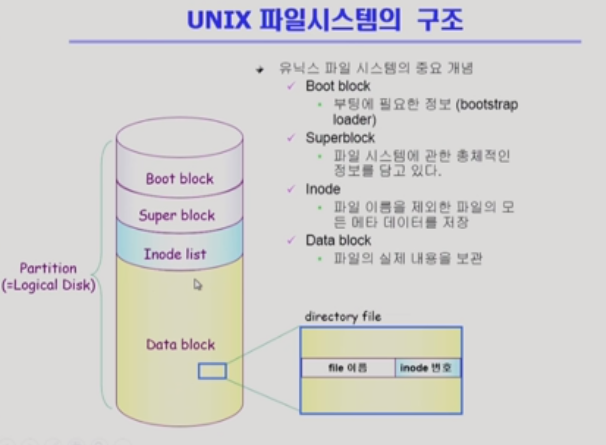 UNIX 파일시스템의 구조
유닉스 파일 시스템의 중요 개념
Boot block
부팅에 필요한 정보 (bootstrap
loader)
Superblock
파일 시스템에 관한 총체적인
정보를 담고 있다.
Inode
파일 이름을 제외한 파일의 모
든 메타 데이터를 저장
Data block
파일의 실제 내용을 보관
Boot block
Super block
Inode list
Partition
(=Logical Disk)
Data block
directory file
file 이름
inode 번호